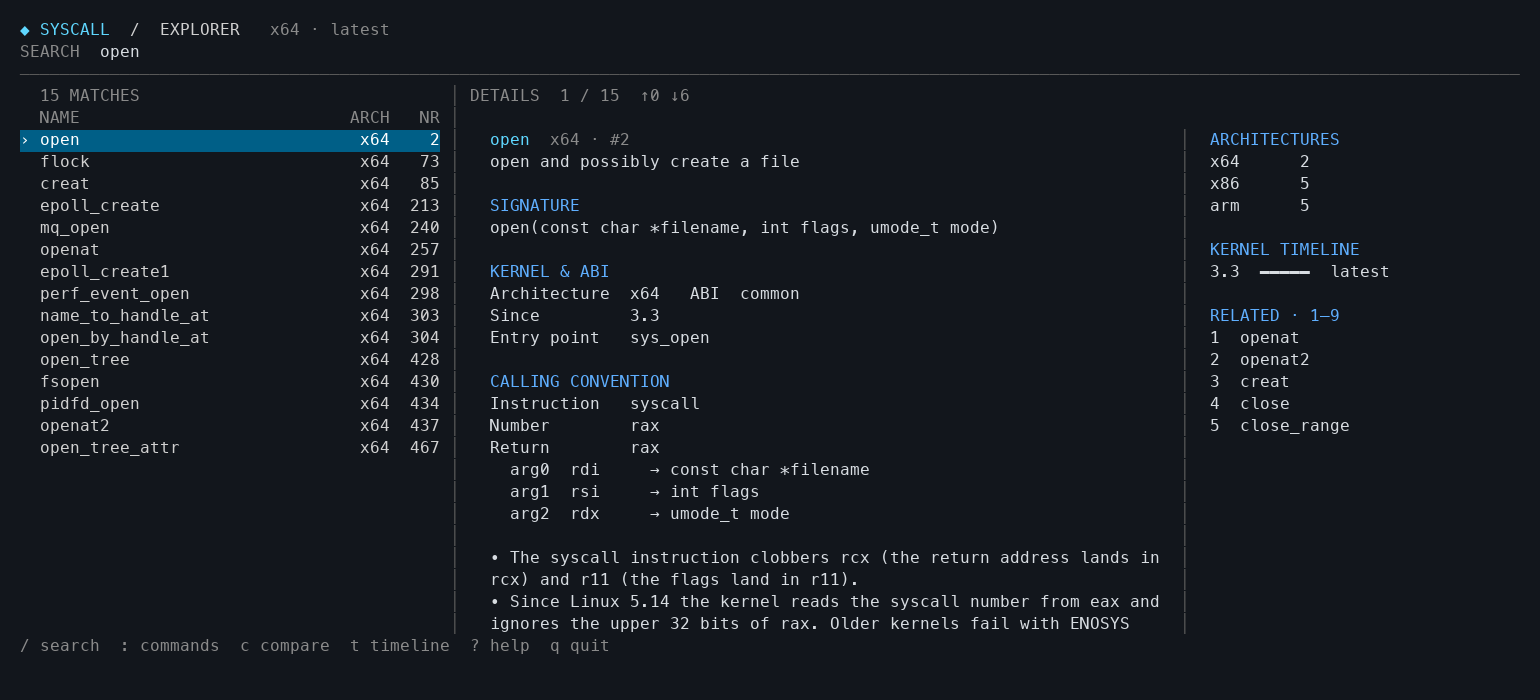 ◆ SYSCALL / EXPLORER x64 · latest
SEARCH open
15 MATCHES
NAME ARCH NR
› open x64 2
flock x64 73
creat x64 85
epoll_create x64 213
mq_open x64 240
openat x64 257
epoll_create1 x64 291
perf_event_open x64 298
name_to_handle_at x64 303
open_by_handle_at x64 304
open_tree x64 428
fsopen x64 430
pidfd_open x64 434
openat2 x64 437
open_tree_attr x64 467
DETAILS 1 / 15 ↑0 ↓6
open x64 · #2
open and possibly create a file
SIGNATURE
open(const char *filename, int flags, umode_t mode)
KERNEL & ABI
Architecture x64 ABI common
Since 3.3
Entry point sys_open
CALLING CONVENTION
Instruction syscall
Number rax
Return rax
arg0 rdi → const char *filename
arg1 rsi → int flags
arg2 rdx → umode_t mode
• The syscall instruction clobbers rcx (the return address lands in
rcx) and r11 (the flags land in r11).
• Since Linux 5.14 the kernel reads the syscall number from eax and
ignores the upper 32 bits of rax. Older kernels fail with ENOSYS
ARCHITECTURES
x64 2
x86 5
arm 5
KERNEL TIMELINE
3.3 ━━━━━ latest
RELATED · 1–9
1 openat
2 openat2
3 creat
4 close
5 close_range
/ search : commands c compare t timeline ? help q quit